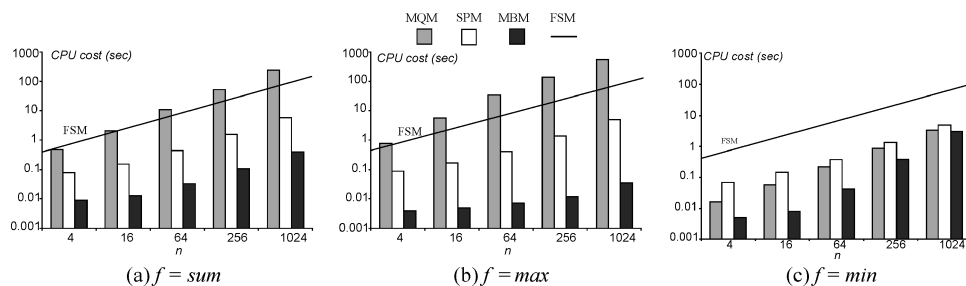 MQM SPM MBM FSM
CPU cost (sec)
1000
100
10
1
0.1
0.01
0.001
FSM
4 16 64 256 1024
n
(a) f = sum
CPU cost (sec)
1000
100
10
1
0.1
0.01
0.001
FSM
4 16 64 256 1024
n
(b) f = max
CPU cost (sec)
1000
100
10
1
0.1
0.01
0.001
FSM
4 16 64 256 1024
n
(c) f = min